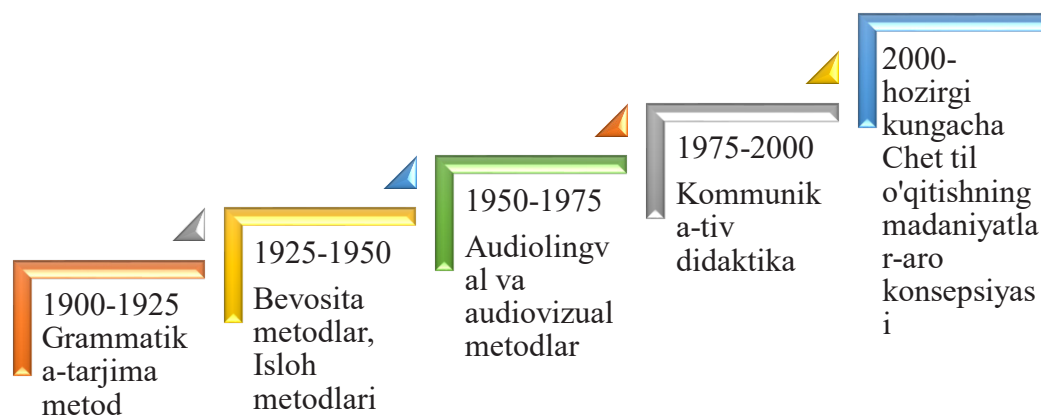 1900-1925
Grammatik
a-tarjima
metod
1925-1950
Bevosita
metodlar,
Isloh
metodlari
1950-1975
Audiolingv
al va
audiovizual
metodlar
1975-2000
Kommunik
a-tiv
didaktika
2000-
hozirgi
kungacha
Chet til
o'qitishning
madaniyatla
r-aro
konsepsiyas
i